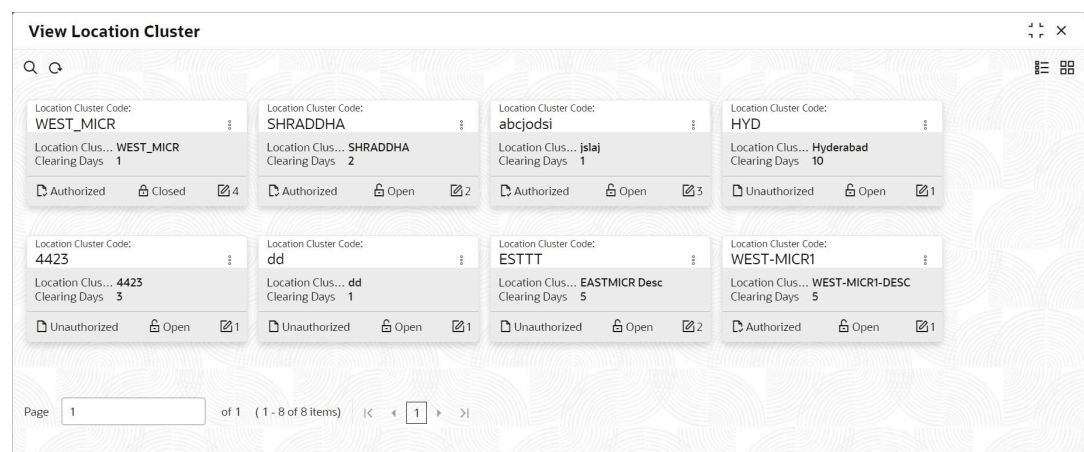 View Location Cluster
Location Cluster Code: Location Cluster Code: Location Cluster Code: Location Cluster Code:
WEST_MICR SHRADDHA abcjodsi HYD
Location Clus... WEST_MICR Location Clus... SHRADDHA Location Clus... jslaj Location Clus... Hyderabad
Clearing Days 1 Clearing Days 2 Clearing Days 1 Clearing Days 10
Authorized Closed 4 Authorized Open 2 Authorized Open 3 Unauthorized Open 1
Location Cluster Code: Location Cluster Code: Location Cluster Code: Location Cluster Code:
4423 dd ESTTT WEST-MICR1
Location Clus... 4423 Location Clus... dd Location Clus... EASTMICR Desc Location Clus... WEST-MICR1-DESC
Clearing Days 3 Clearing Days 1 Clearing Days 5 Clearing Days 5
Unauthorized Open 1 Unauthorized Open 1 Unauthorized Open 2 Authorized Open 1
Page 1 of 1 ( 1 - 8 of 8 items) 1